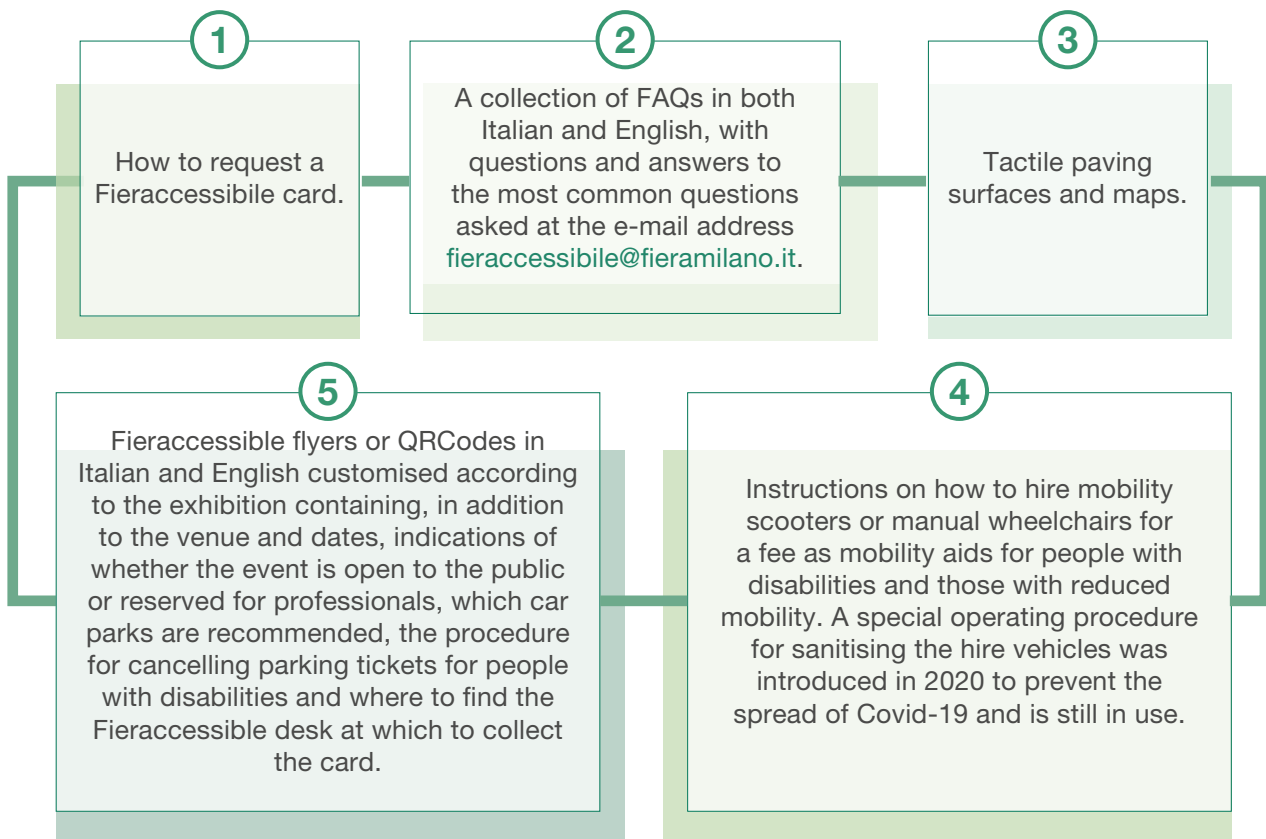 1
How to request a
Fieraccessibile card.
2
A collection of FAQs in both
Italian and English, with
questions and answers to
the most common questions
asked at the e-mail address
fieraccessibile@fieramilano.it.
3
Tactile paving
surfaces and maps.
4
Instructions on how to hire mobility
scooters or manual wheelchairs for
a fee as mobility aids for people with
disabilities and those with reduced
mobility. A special operating procedure
for sanitising the hire vehicles was
introduced in 2020 to prevent the
spread of Covid-19 and is still in use.
5
Fieraccessible flyers or QRCodes in
Italian and English customised according
to the exhibition containing, in addition
to the venue and dates, indications of
whether the event is open to the public
or reserved for professionals, which car
parks are recommended, the procedure
for cancelling parking tickets for people
with disabilities and where to find the
Fieraccessible desk at which to collect
the card.